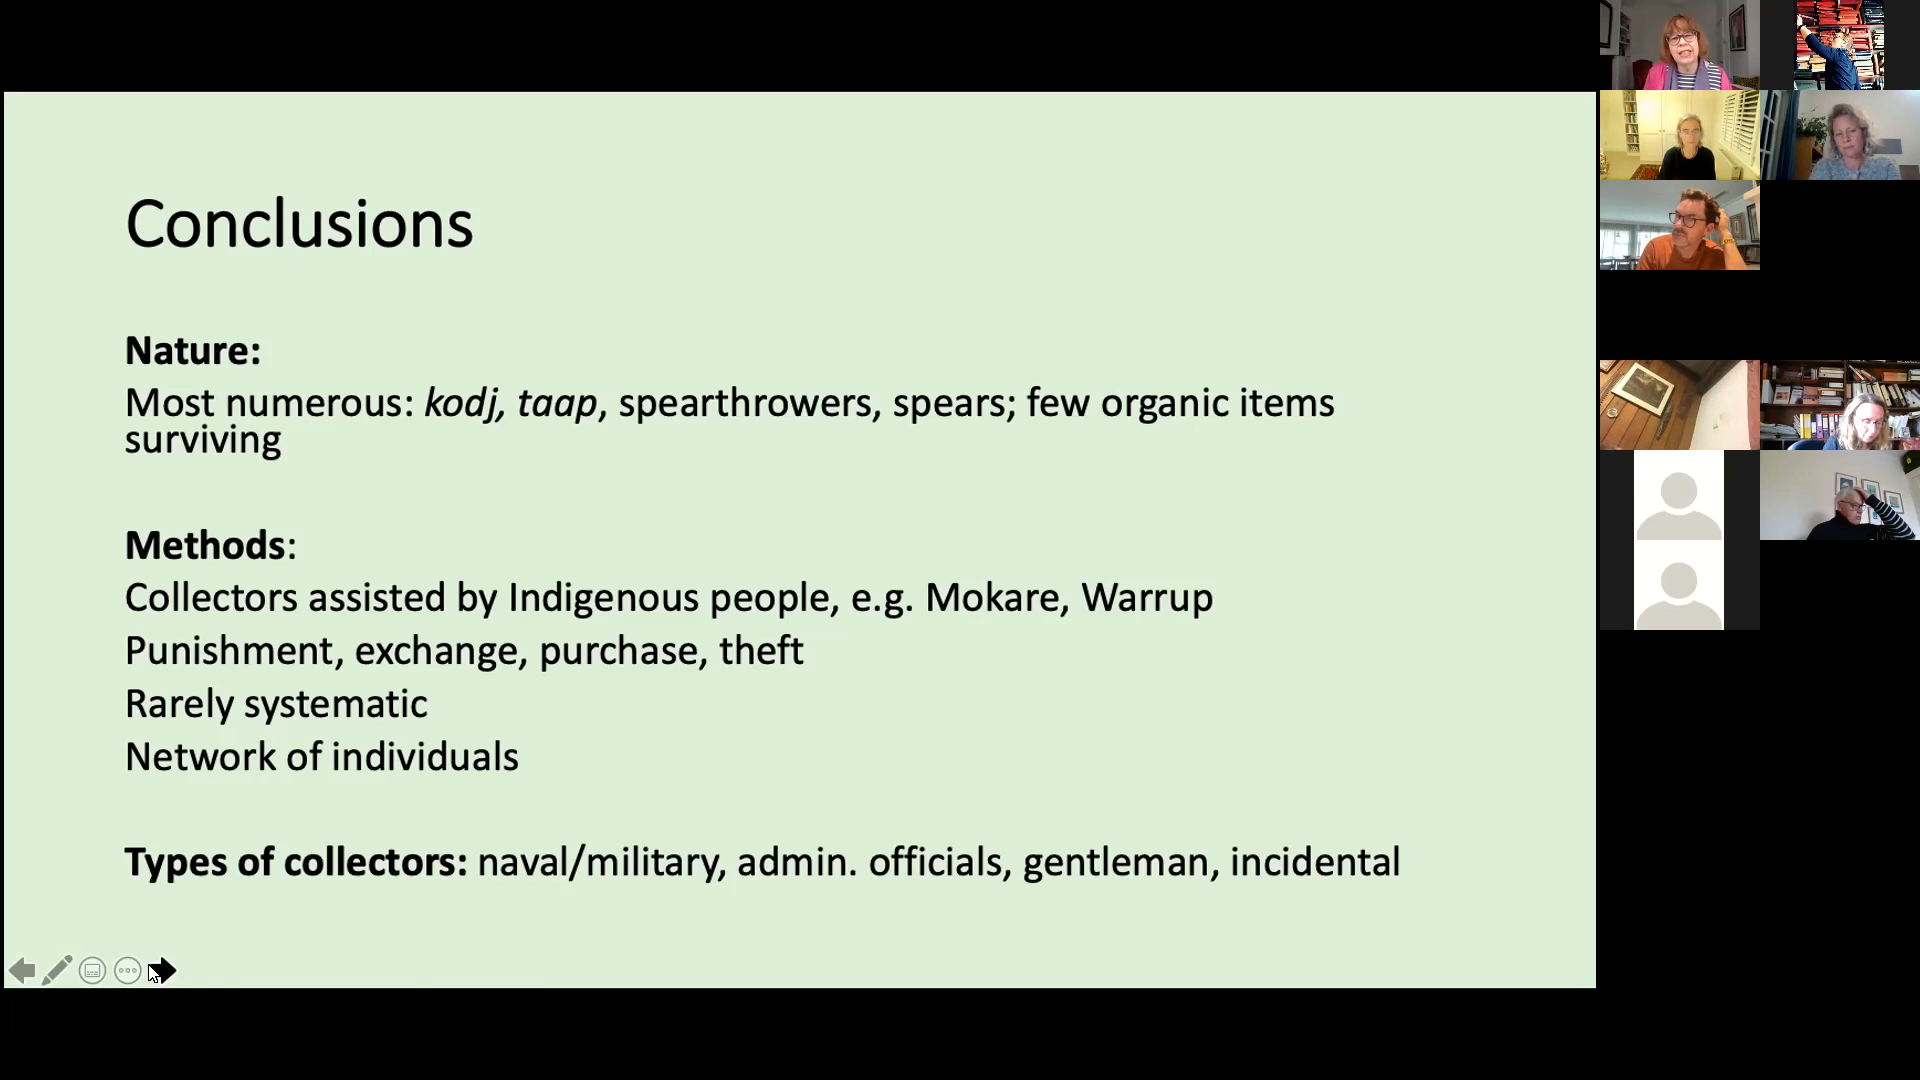 Conclusions
Nature:
Most numerous: kodj, taap, spearthrowers, spears; few organic items
surviving
Methods:
Collectors assisted by Indigenous people, e.g. Mokare, Warrup
Punishment, exchange, purchase, theft
Rarely systematic
Network of individuals
Types of collectors: naval/military, admin. officials, gentleman, incidental